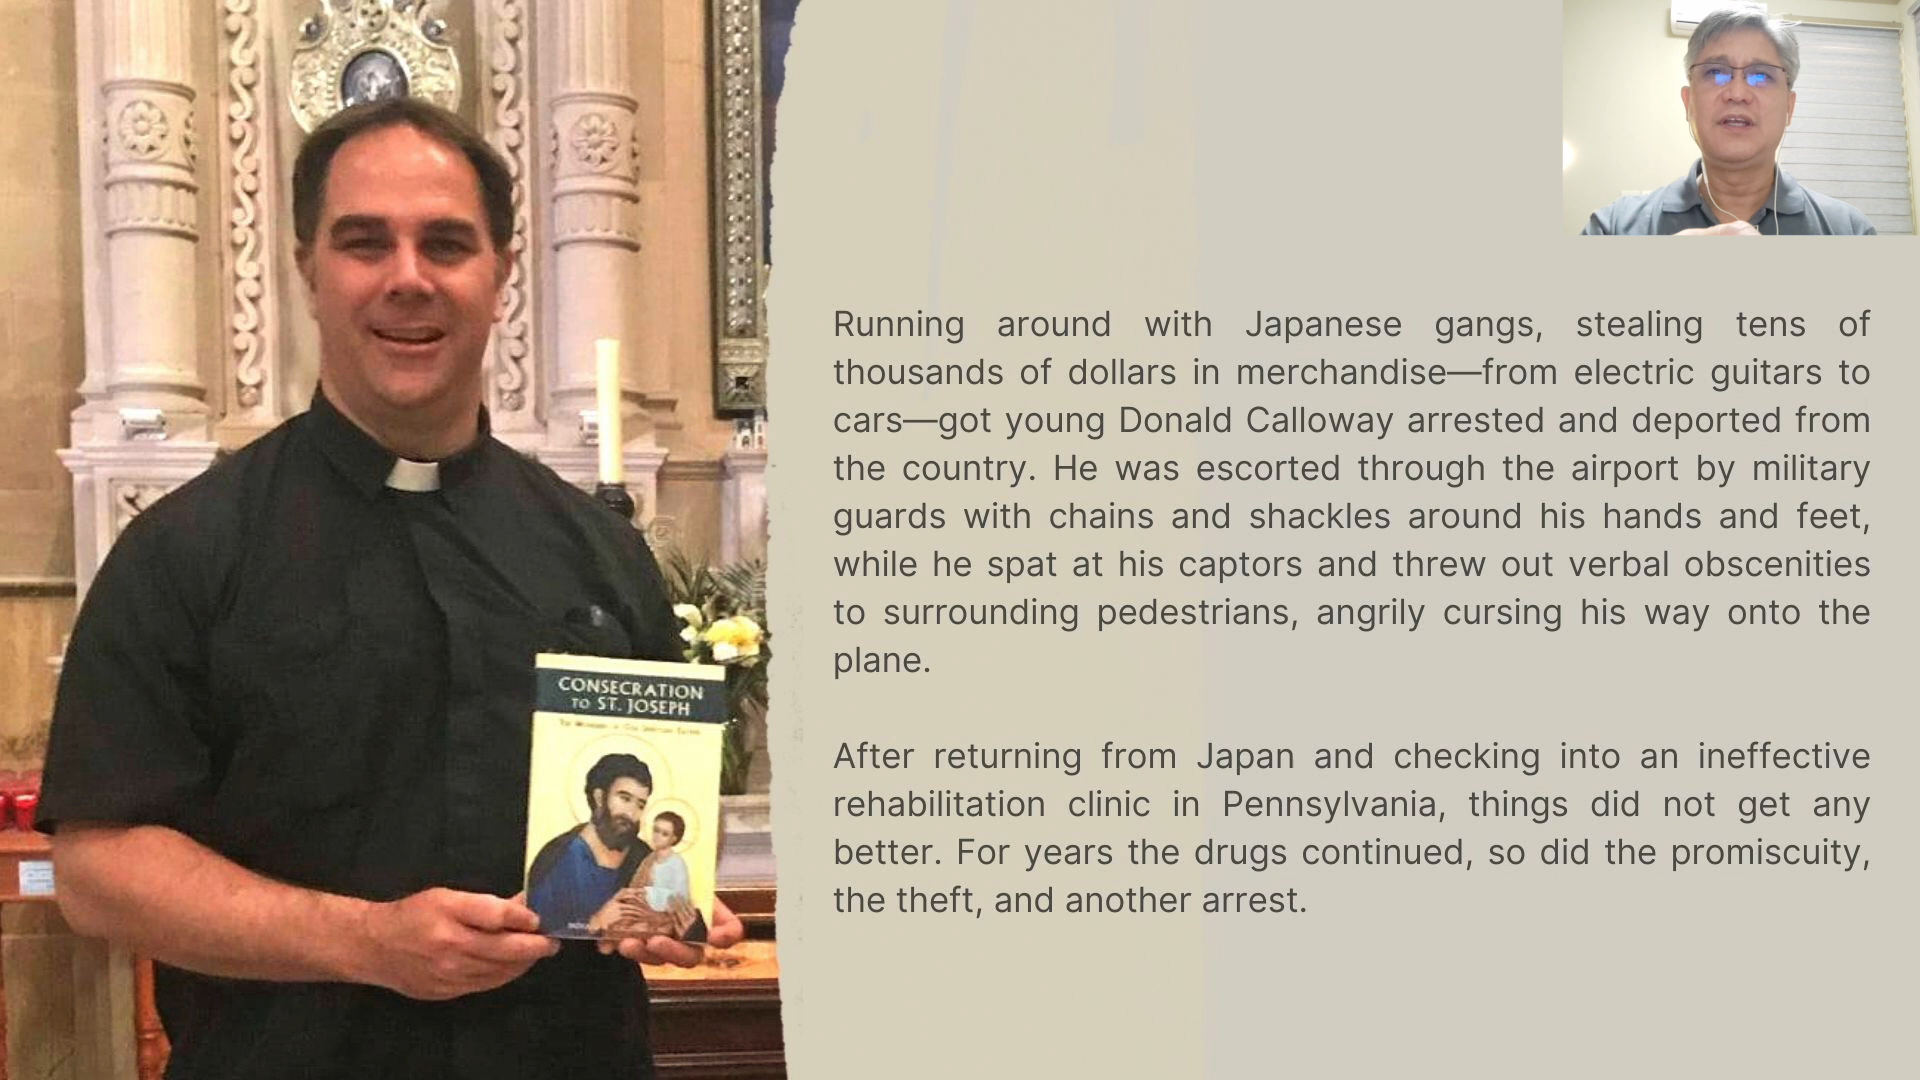 CONSECRATION
TO ST. JOSEPH
Running around with Japanese gangs, stealing tens of
thousands of dollars in merchandise—from electric guitars to
cars—got young Donald Calloway arrested and deported from
the country. He was escorted through the airport by military
guards with chains and shackles around his hands and feet,
while he spat at his captors and threw out verbal obscenities
to surrounding pedestrians, angrily cursing his way onto the
plane.
After returning from Japan and checking into an ineffective
rehabilitation clinic in Pennsylvania, things did not get any
better. For years the drugs continued, so did the promiscuity,
the theft, and another arrest.